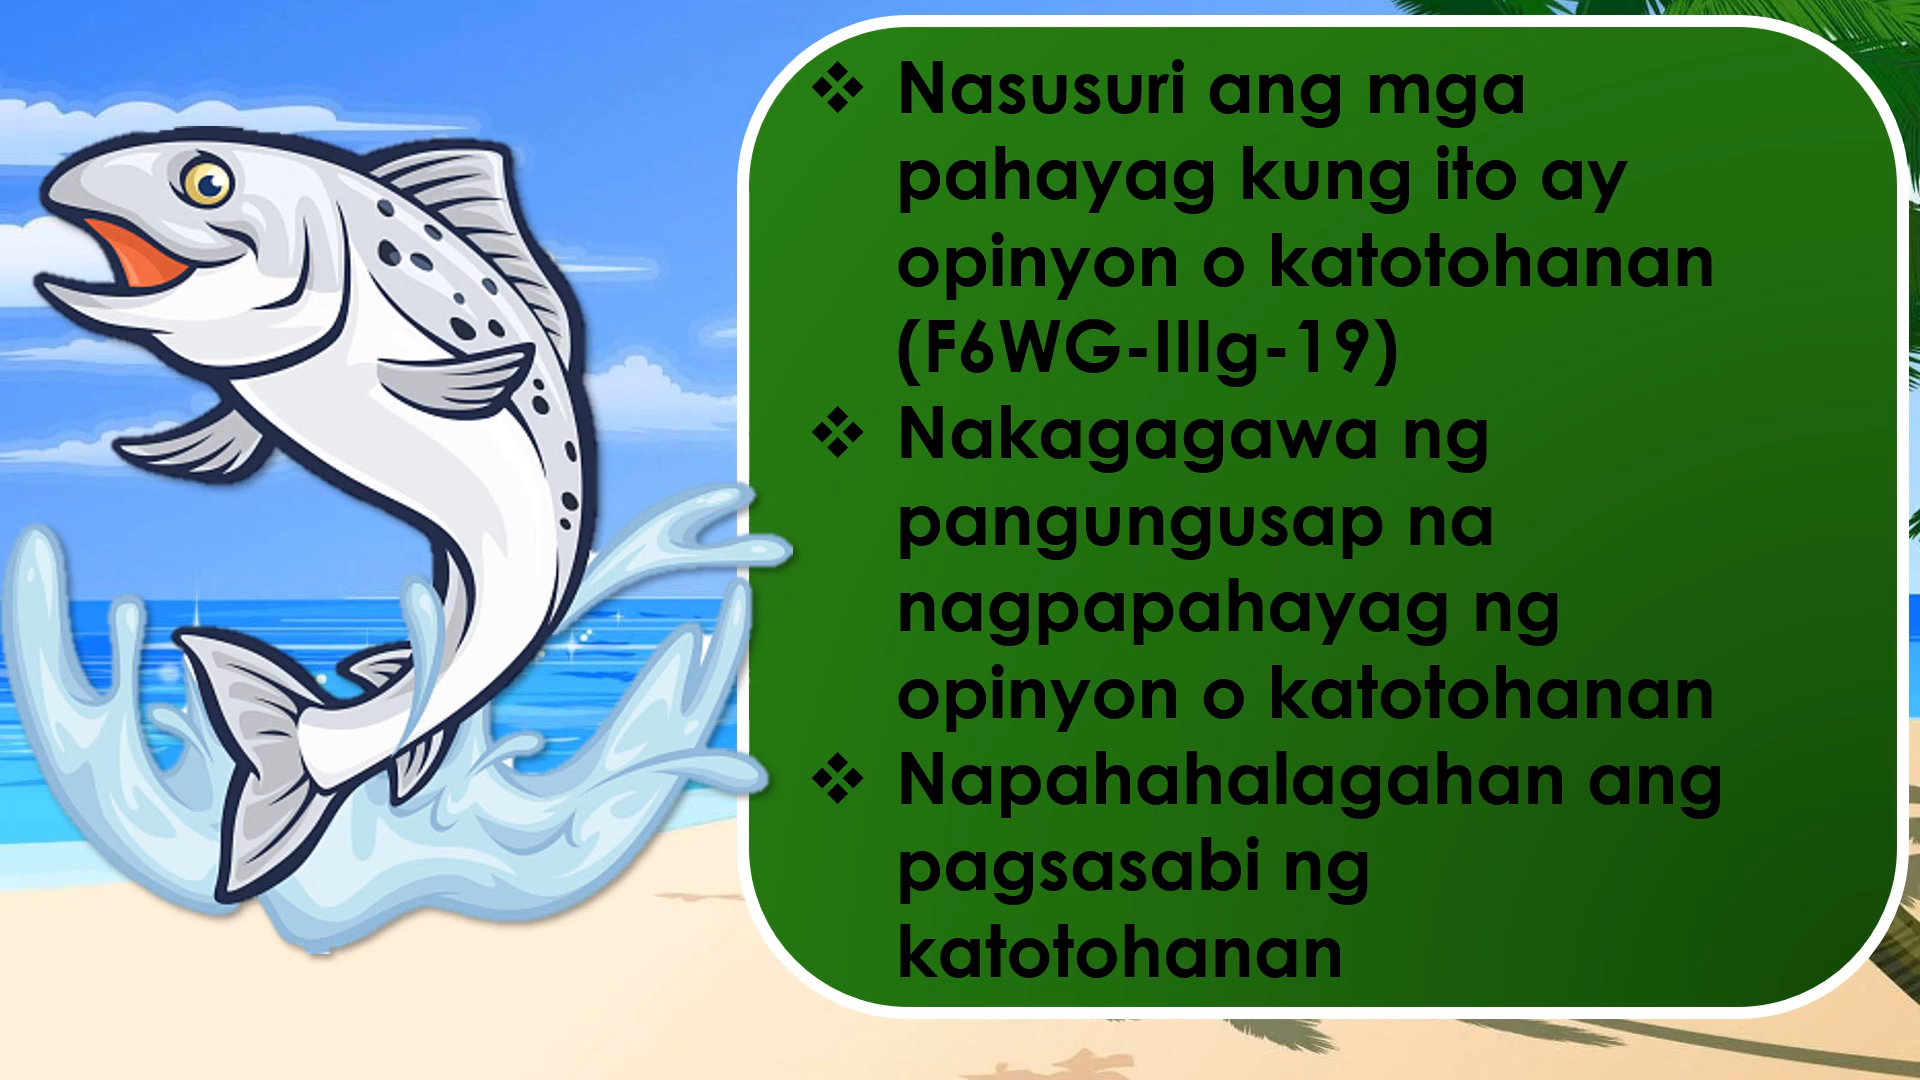 ❖ Nasusuri ang mga
pahayag kung ito ay
opinyon o katotohanan
(F6WG-IIIg-19)
❖ Nakagagawa ng
pangungusap na
nagpapahayag ng
opinyon o katotohanan
❖ Napahahalagahan ang
pagsasabi ng
katotohanan